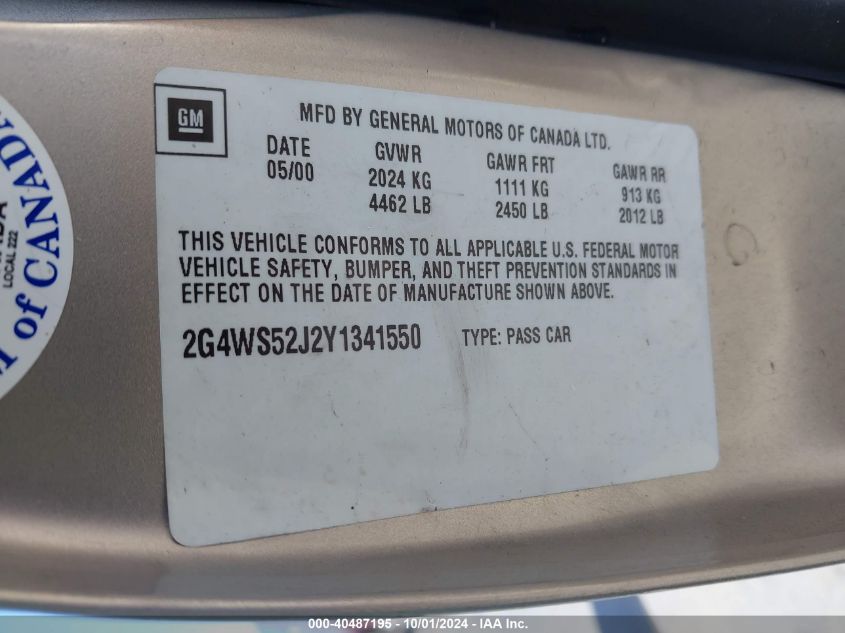 GM
MFD BY GENERAL MOTORS OF CANADA LTD.
DATE GVWR GAWR FRT GAWR RR
05/00 2024 KG 1111 KG 913 KG
4462 LB 2450 LB 2012 LB
THIS VEHICLE CONFORMS TO ALL APPLICABLE U.S. FEDERAL MOTOR
VEHICLE SAFETY, BUMPER, AND THEFT PREVENTION STANDARDS IN
EFFECT ON THE DATE OF MANUFACTURE SHOWN ABOVE.
2G4WS52J2Y1341550 TYPE: PASS CAR
of CANAD
LOCAL 222
000-40487195 - 10/01/2024 - IAA Inc.